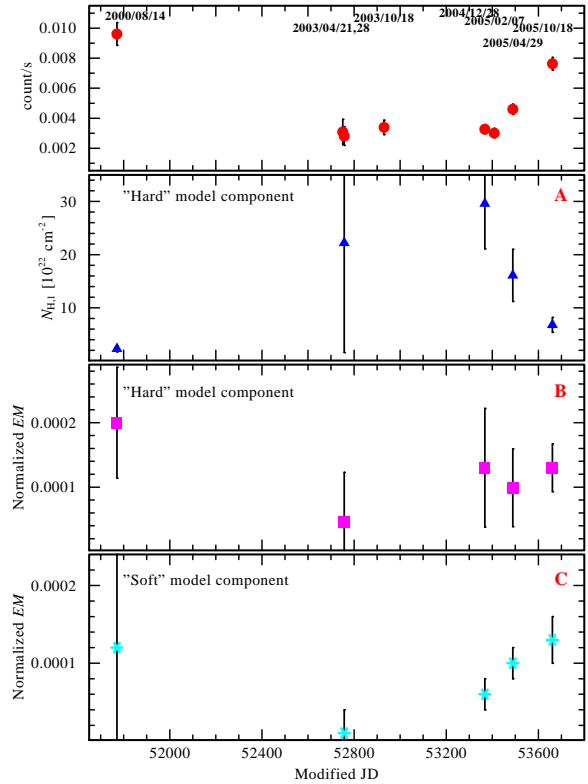 2000/08/14
2003/04/21,28
2003/10/18
2004/12/28
2005/02/07
2005/04/29
2005/10/18
0.010
0.008
0.006
0.004
0.002
count/s
"Hard" model component
A
30
20
10
N_H,1 [10^22 cm^-2]
"Hard" model component
B
0.0002
0.0001
Normalized EM
"Soft" model component
C
0.0002
0.0001
Normalized EM
52000 52400 52800 53200 53600
Modified JD